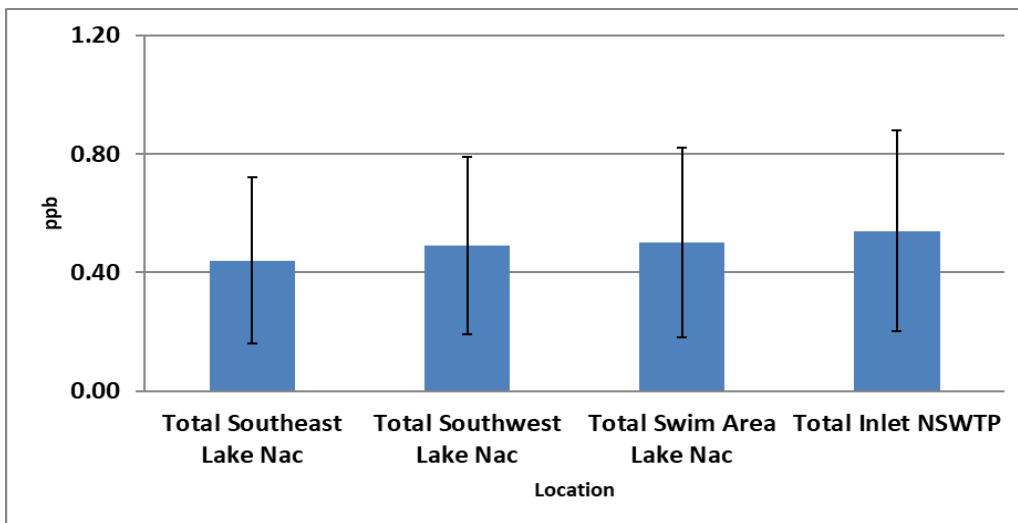 1.20
0.80
0.40
0.00
ppb
Total Southeast
Lake Nac
Total Southwest
Lake Nac
Total Swim Area
Lake Nac
Total Inlet NSWTP
Location